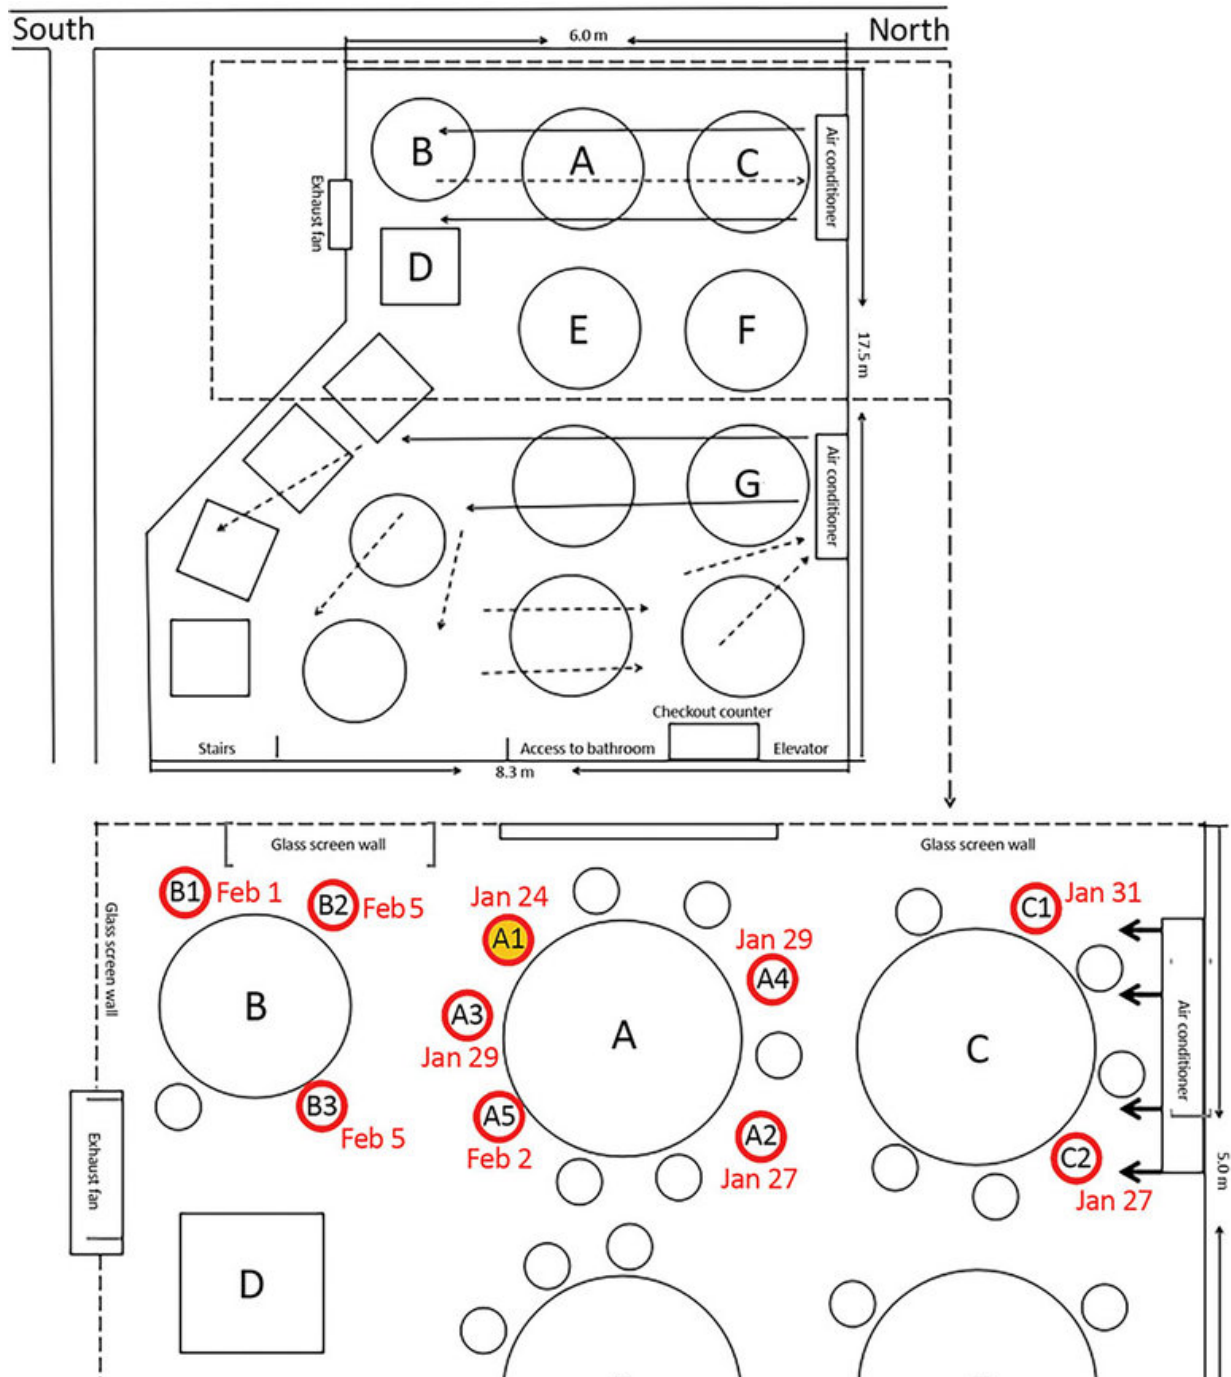 South
North
6.0 m
B
A
C
Air conditioner
Exhaust fan
D
E
F
17.5 m
G
Air conditioner
Checkout counter
Stairs
Access to bathroom
Elevator
8.3 m
Glass screen wall
Glass screen wall
B1
Feb 1
B2
Feb 5
Jan 24
A1
Jan 29
A4
C1
Jan 31
Glass screen wall
B
A3
Jan 29
A
C
Air conditioner
B3
Feb 5
A5
Feb 2
A2
Jan 27
C2
Jan 27
Exhaust fan
5.0 m
D